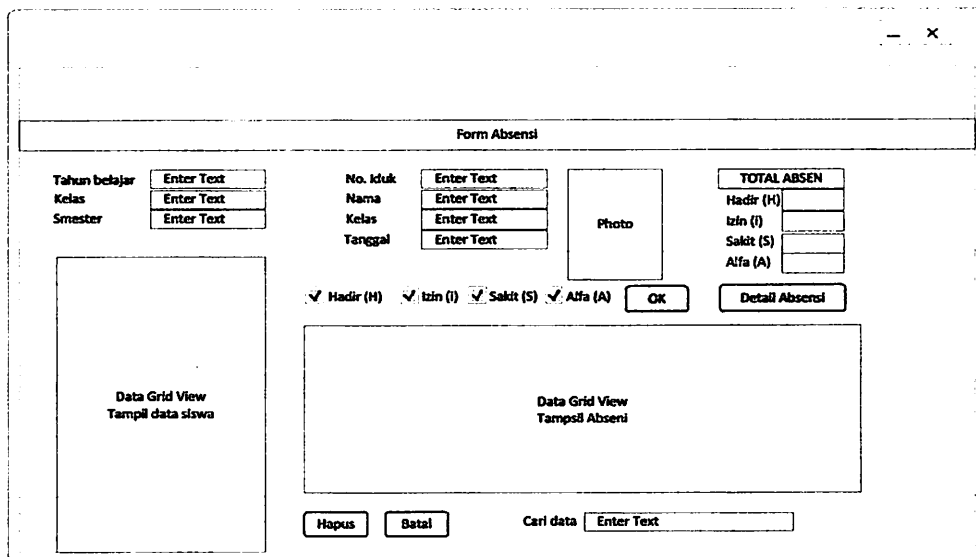 Form Absensi
Tahun belajar Enter Text
Kelas Enter Text
Smester Enter Text
No. Iduk Enter Text
Nama Enter Text
Kelas Enter Text
Tanggal Enter Text
Photo
TOTAL ABSEN
Hadir (H)
Izin (i)
Sakit (S)
Alfa (A)
Hadir (H) Izin (i) Sakit (S) Alfa (A) OK Detail Absensi
Data Grid View
Tampil data siswa
Data Grid View
Tampsil Abseni
Hapus Batal Cari data Enter Text